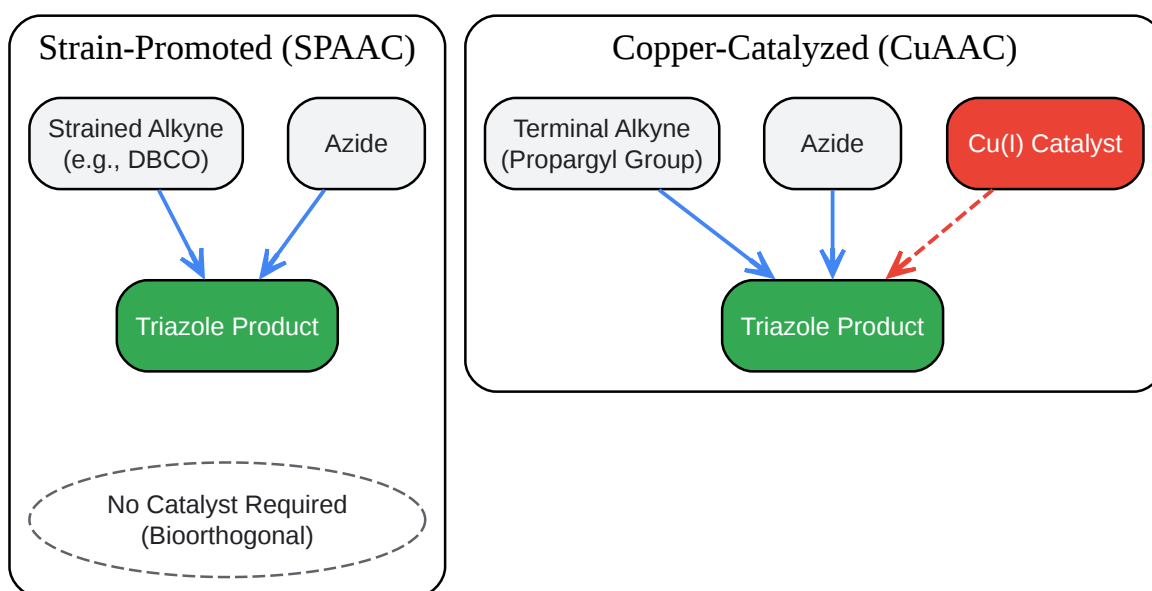 Strain-Promoted (SPAAC)
Strained Alkyne
(e.g., DBCO)
Azide
Triazole Product
No Catalyst Required
(Bioorthogonal)
Copper-Catalyzed (CuAAC)
Terminal Alkyne
(Propargyl Group)
Azide
Cu(I) Catalyst
Triazole Product